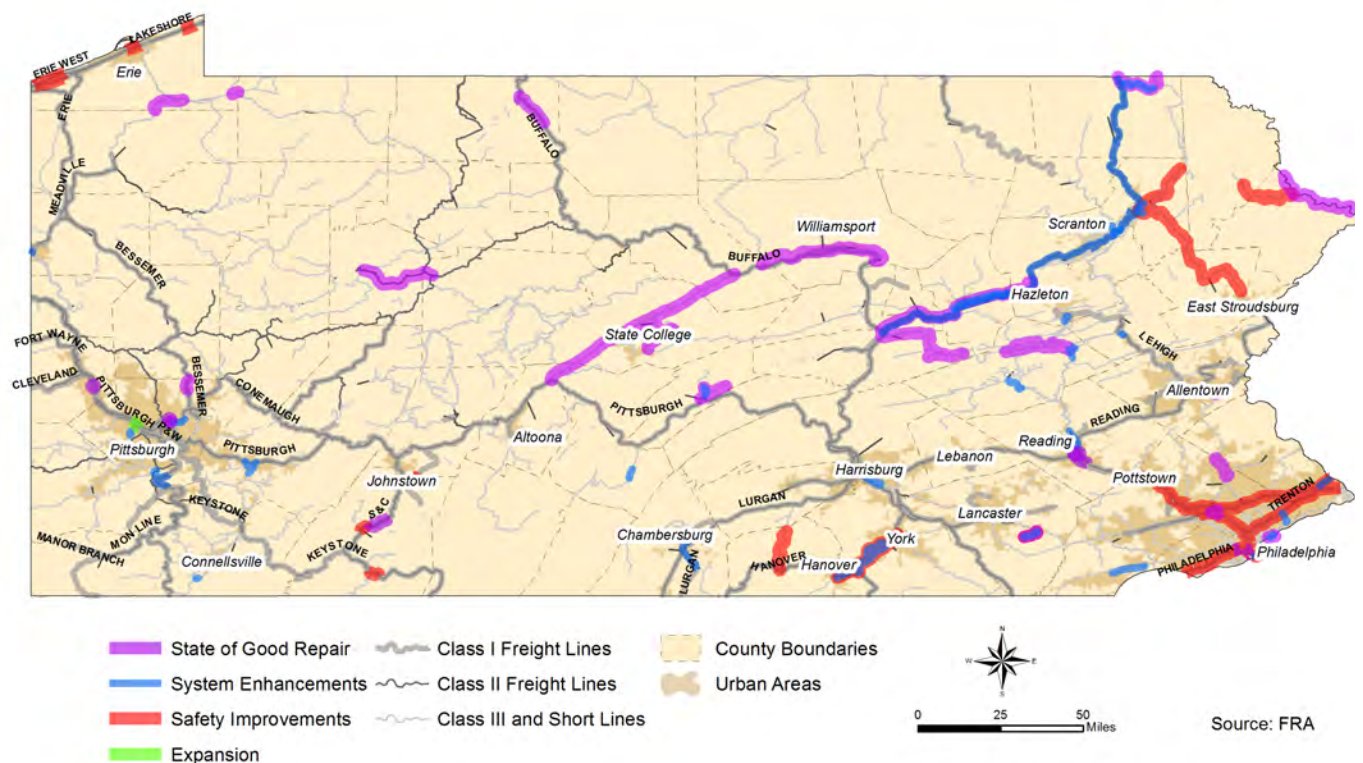 LAKESHORE
ERIE WEST
Erie
ERIE
BUFFALO
MEADVILLE
Scranton
Williamsport
BUFFALO
BESSEMER
Hazleton
East Stroudsburg
State College
FORT WAYNE
LEHIGH
CLEVELAND
BESSEMER
PITTSBURGH
CONEMAUGH
PITTSBURGH
Allentown
P&W
READING
Altoona
Reading
Pittsburgh
PITTSBURGH
Lebanon
Harrisburg
Pottstown
Johnstown
KEYSTONE
LURGAN
TRENTON
S&C
Lancaster
MON-LINE
Chambersburg
York
MANOR BRANCH
KEYSTONE
Connellsville
LURGAN
HANOVER
Hanover
PHILADELPHIA
Philadelphia
State of Good Repair
Class I Freight Lines
County Boundaries
N
W
E
S
System Enhancements
Class II Freight Lines
Urban Areas
Safety Improvements
Class III and Short Lines
0 25 50
Miles
Source: FRA
Expansion